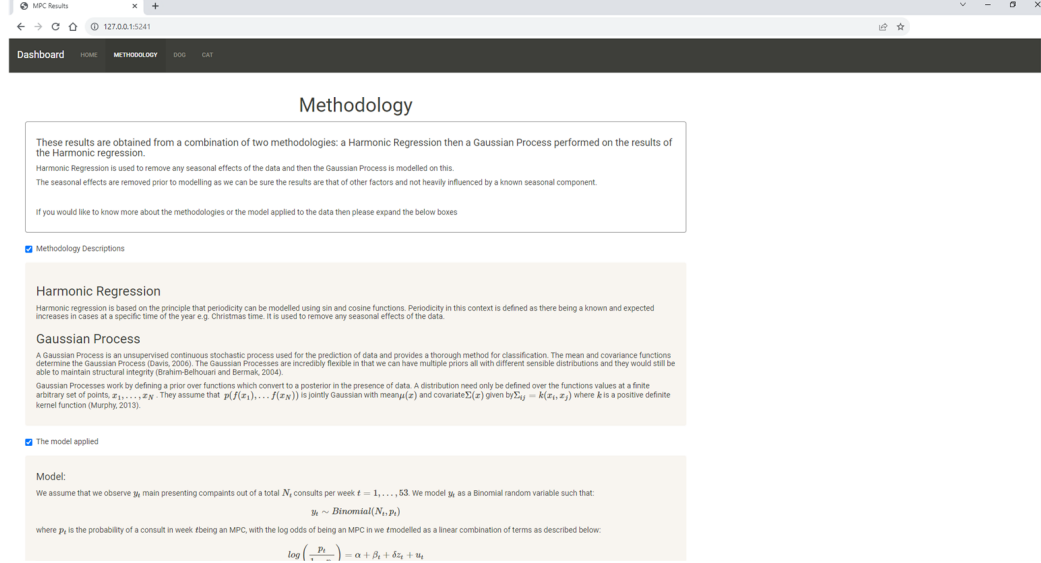 MPC Results
127.0.0.1:5241
Dashboard HOME METHODOLOGY DOG CAT
Methodology
These results are obtained from a combination of two methodologies: a Harmonic Regression then a Gaussian Process performed on the results of
the Harmonic regression.
Harmonic Regression is used to remove any seasonal effects of the data and then the Gaussian Process is modelled on this.
The seasonal effects are removed prior to modelling as we can be sure the results are that of other factors and not heavily influenced by a known seasonal component.
If you would like to know more about the methodologies or the model applied to the data then please expand the below boxes
Methodology Descriptions
Harmonic Regression
Harmonic regression is based on the principle that periodicity can be modelled using sin and cosine functions. Periodicity in this context is defined as there being a known and expected
increases in cases at a specific time of the year e.g. Christmas time. It is used to remove any seasonal effects of the data.
Gaussian Process
A Gaussian Process is an unsupervised continuous stochastic process used for the prediction of data and provides a thorough method for classification. The mean and covariance functions
determine the Gaussian Process (Davis, 2006). The Gaussian Processes are incredibly flexible in that we can have multiple priors all with different sensible distributions and they would still be
able to maintain structural integrity (Brahim-Belhouari and Bermak, 2004).
Gaussian Processes work by defining a prior over functions which convert to a posterior in the presence of data. A distribution need only be defined over the functions values at a finite
arbitrary set of points, x₁, . . . , x_N . They assume that p(f(x₁), . . . f(x_N)) is jointly Gaussian with meanμ(x) and covariateΣ(x) given byΣ_ij = k(x_i, x_j) where k is a positive definite
kernel function (Murphy, 2013).
The model applied
Model:
We assume that we observe y_t main presenting compaints out of a total N_t consults per week t = 1, . . . , 53. We model y_t as a Binomial random variable such that:
y_t ∼ Binomial(N_t, p_t)
where p_t is the probability of a consult in week tbeing an MPC, with the log odds of being an MPC in we tmodelled as a linear combination of terms as described below:
log ( p_t ) = α + β_t + δz_t + u_t